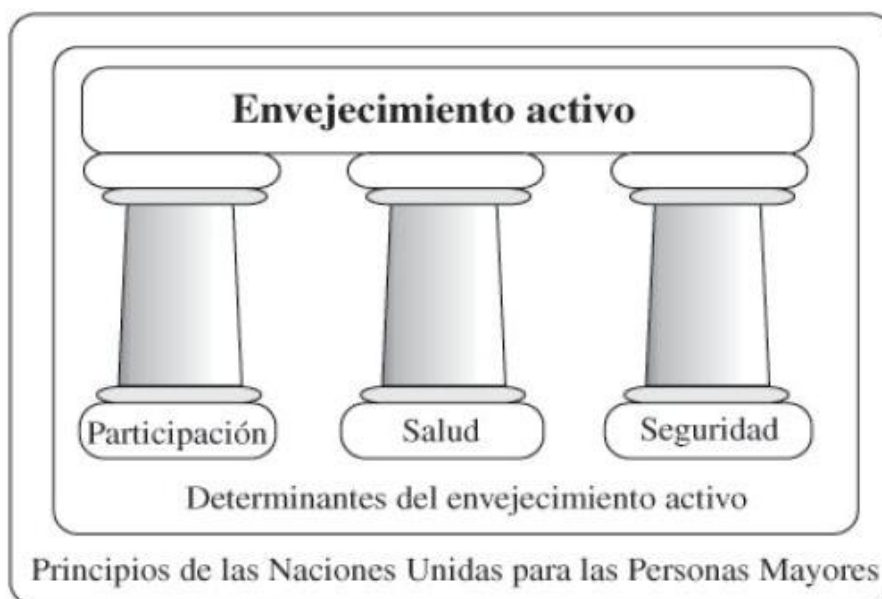 Envejecimiento activo
Participación
Salud
Seguridad
Determinantes del envejecimiento activo
Principios de las Naciones Unidas para las Personas Mayores